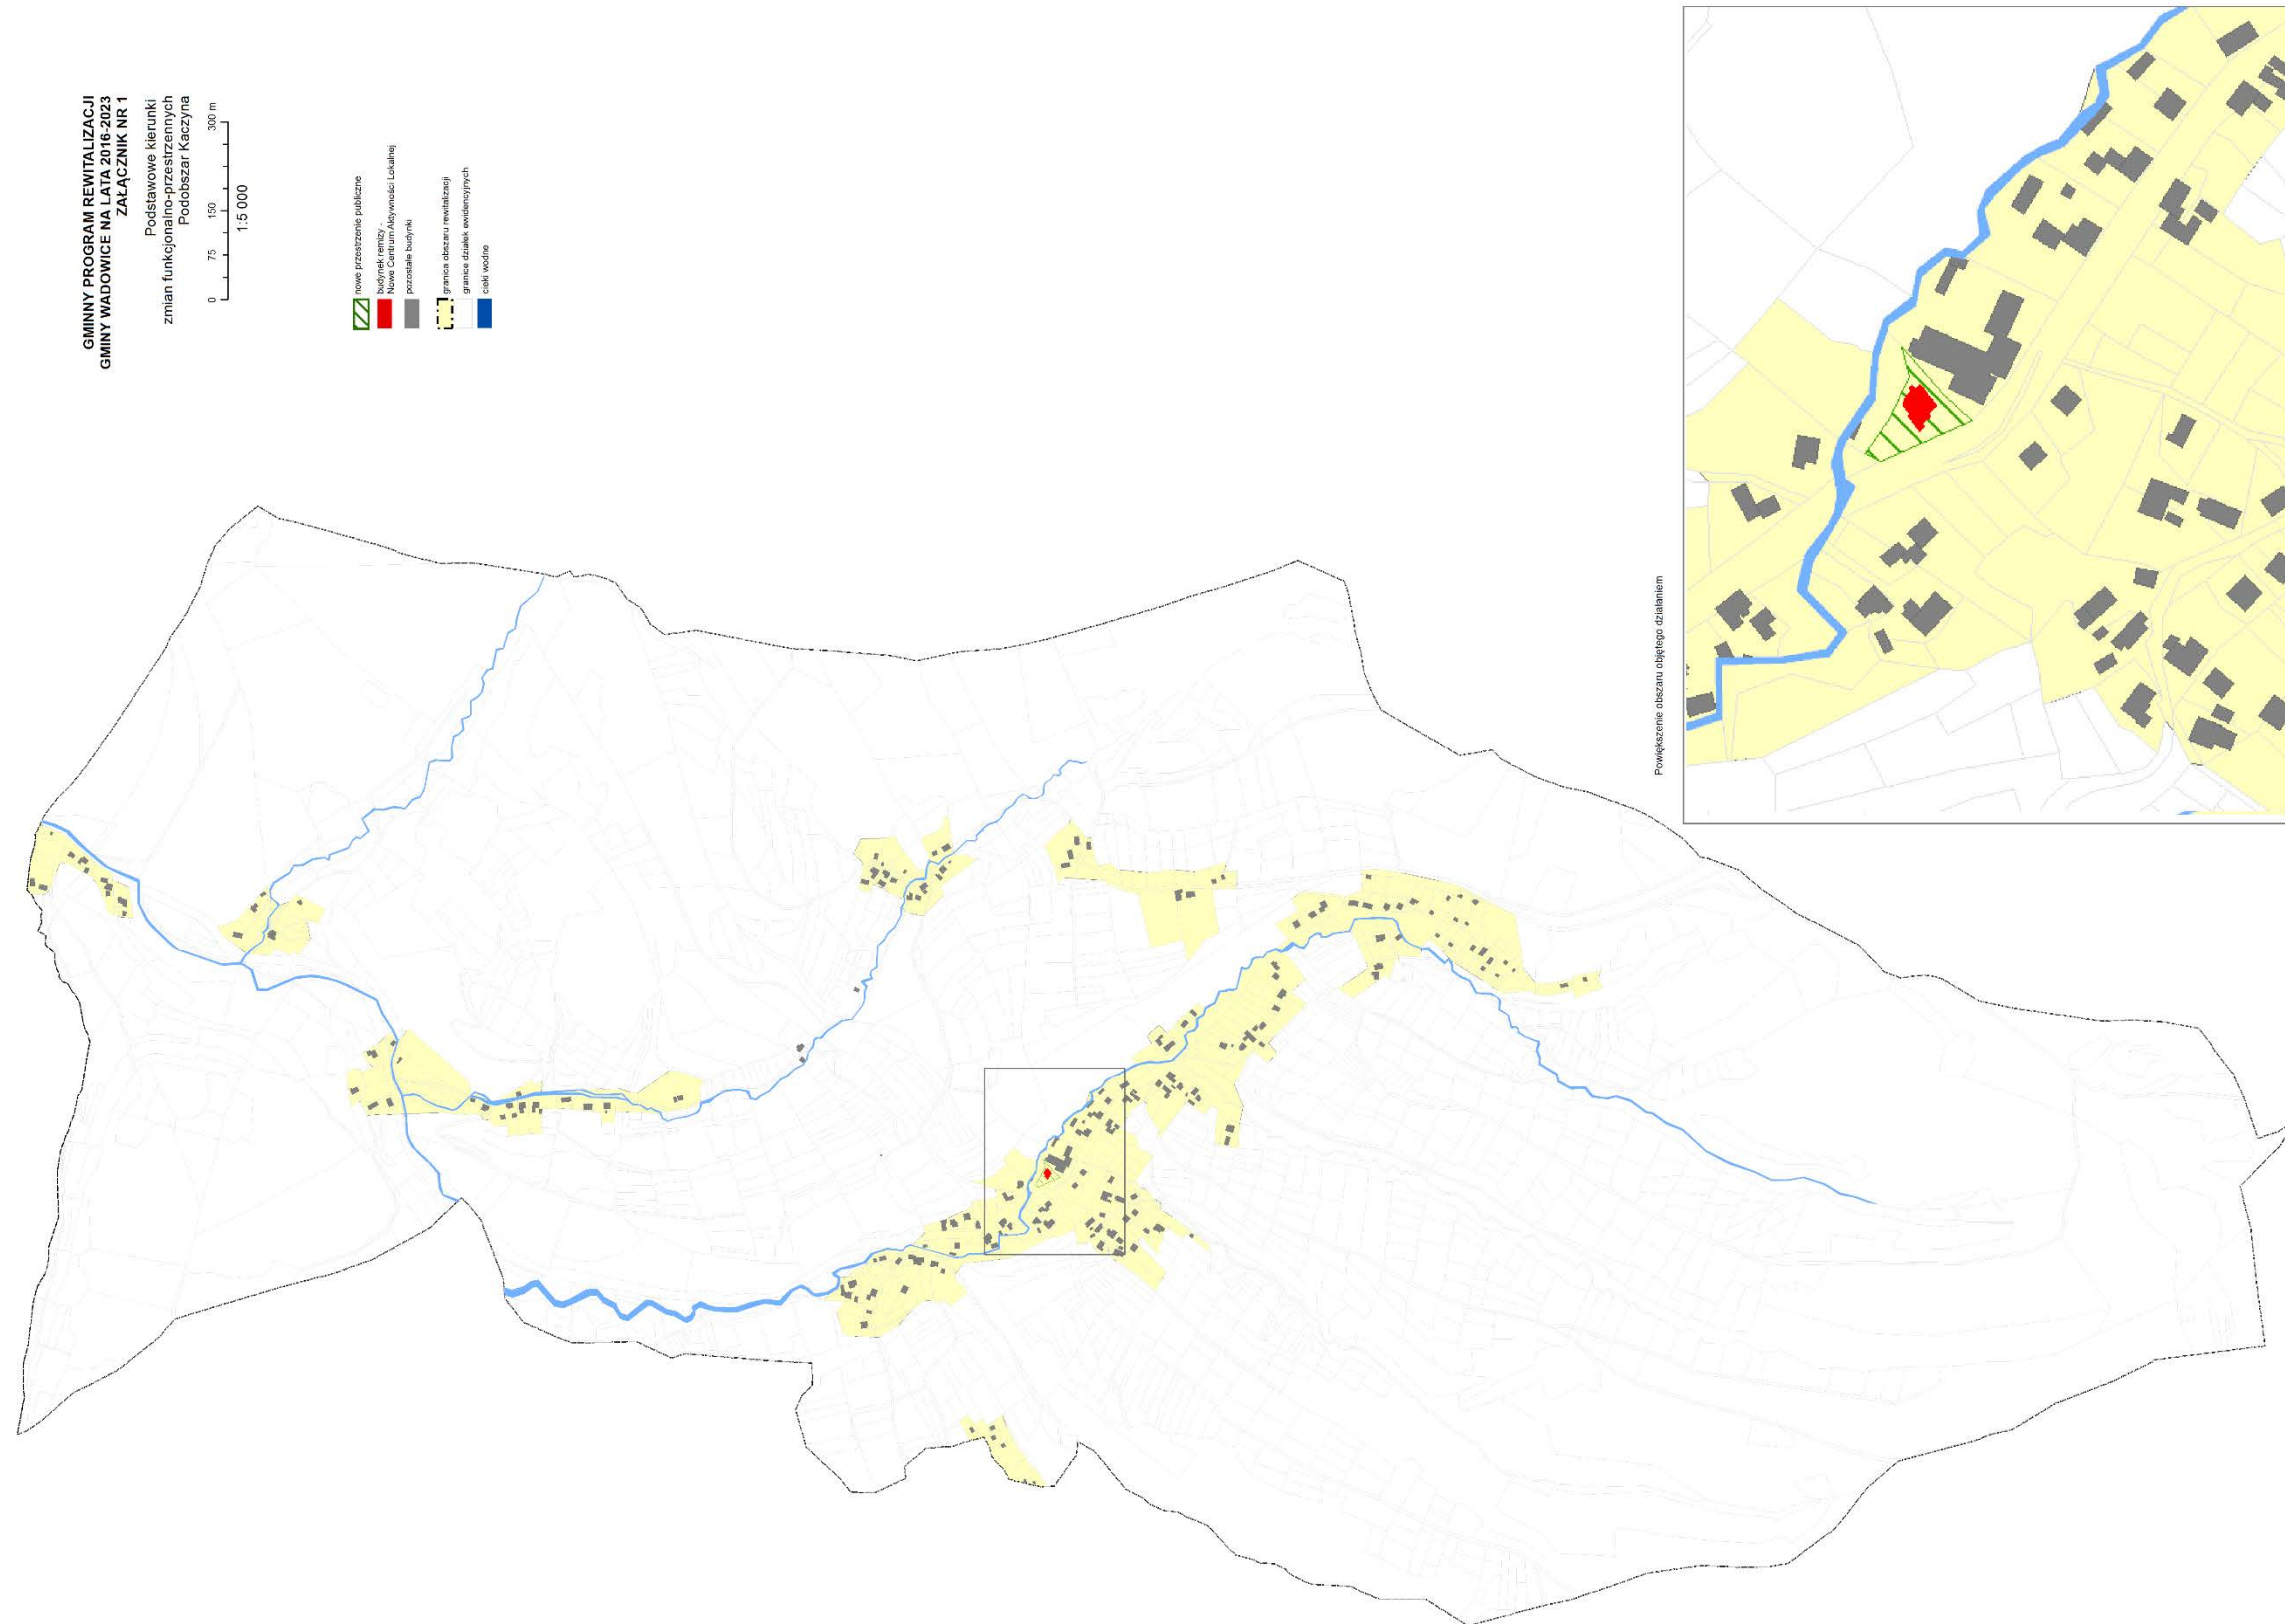 GMINNY PROGRAM REWITALIZACJI
GMINY WADOWICE NA LATA 2016-2023
ZAŁĄCZNIK NR 1
Podstawowe kierunki
zmian funkcjonalno-przestrzennych
Podobszar Kaczyna
0 75 150 300 m
1:5 000
nowe przestrzenie publiczne
budynek remizy -
Nowe Centrum Aktywności Lokalnej
pozostałe budynki
granica obszaru rewitalizacji
granice działek ewidencyjnych
cieki wodne
Powiększenie obszaru objętego działaniem